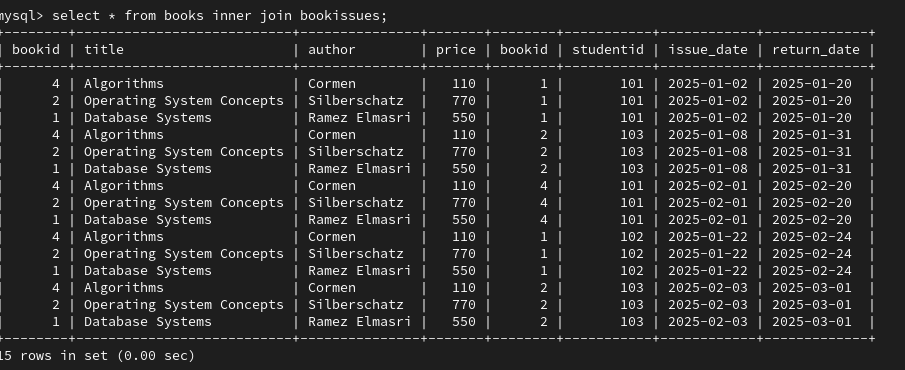 mysql> select * from books inner join bookissues;
+--------+---------------------------+---------------+-------+--------+-----------+------------+-------------+
| bookid | title                     | author        | price | bookid | studentid | issue_date | return_date |
+--------+---------------------------+---------------+-------+--------+-----------+------------+-------------+
|      4 | Algorithms                | Cormen        |   110 |      1 |       101 | 2025-01-02 | 2025-01-20  |
|      2 | Operating System Concepts | Silberschatz  |   770 |      1 |       101 | 2025-01-02 | 2025-01-20  |
|      1 | Database Systems          | Ramez Elmasri |   550 |      1 |       101 | 2025-01-02 | 2025-01-20  |
|      4 | Algorithms                | Cormen        |   110 |      2 |       103 | 2025-01-08 | 2025-01-31  |
|      2 | Operating System Concepts | Silberschatz  |   770 |      2 |       103 | 2025-01-08 | 2025-01-31  |
|      1 | Database Systems          | Ramez Elmasri |   550 |      2 |       103 | 2025-01-08 | 2025-01-31  |
|      4 | Algorithms                | Cormen        |   110 |      4 |       101 | 2025-02-01 | 2025-02-20  |
|      2 | Operating System Concepts | Silberschatz  |   770 |      4 |       101 | 2025-02-01 | 2025-02-20  |
|      1 | Database Systems          | Ramez Elmasri |   550 |      4 |       101 | 2025-02-01 | 2025-02-20  |
|      4 | Algorithms                | Cormen        |   110 |      1 |       102 | 2025-01-22 | 2025-02-24  |
|      2 | Operating System Concepts | Silberschatz  |   770 |      1 |       102 | 2025-01-22 | 2025-02-24  |
|      1 | Database Systems          | Ramez Elmasri |   550 |      1 |       102 | 2025-01-22 | 2025-02-24  |
|      4 | Algorithms                | Cormen        |   110 |      2 |       103 | 2025-02-03 | 2025-03-01  |
|      2 | Operating System Concepts | Silberschatz  |   770 |      2 |       103 | 2025-02-03 | 2025-03-01  |
|      1 | Database Systems          | Ramez Elmasri |   550 |      2 |       103 | 2025-02-03 | 2025-03-01  |
+--------+---------------------------+---------------+-------+--------+-----------+------------+-------------+
15 rows in set (0.00 sec)